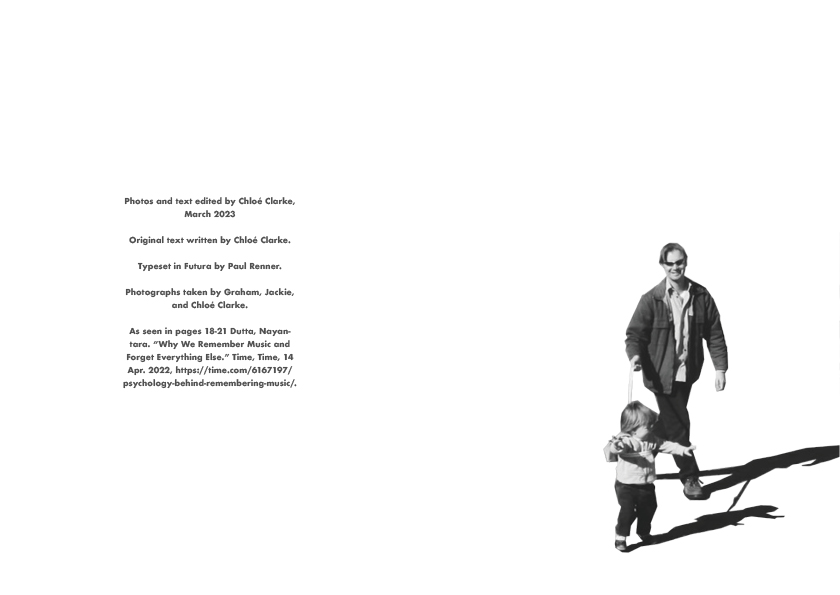 Photos and text edited by Chloé Clarke,
March 2023
Original text written by Chloé Clarke.
Typeset in Futura by Paul Renner.
Photographs taken by Graham, Jackie,
and Chloé Clarke.
As seen in pages 18-21 Dutta, Nayan-
tara. “Why We Remember Music and
Forget Everything Else.” Time, Time, 14
Apr. 2022, https://time.com/6167197/
psychology-behind-remembering-music/.